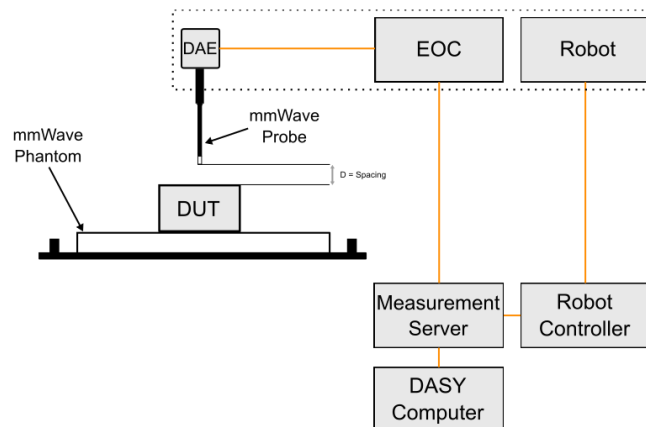 DAE
EOC
Robot
mmWave
Probe
mmWave
Phantom
D = Spacing
DUT
Measurement
Server
Robot
Controller
DASY
Computer